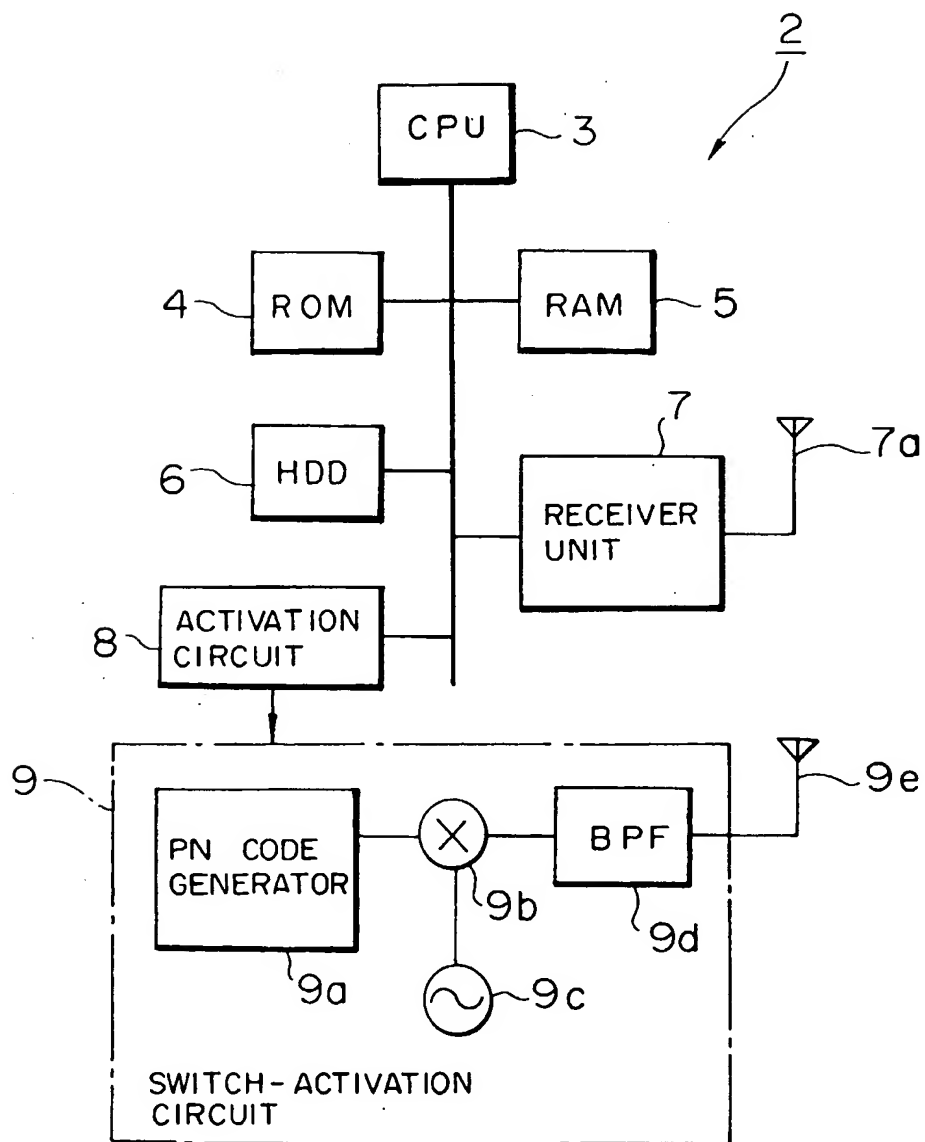 2
CPU
3
4
ROM
RAM
5
7
7a
6
HDD
RECEIVER
UNIT
8
ACTIVATION
CIRCUIT
9
9e
PN CODE
GENERATOR
X
BPF
9b
9d
9a
9c
SWITCH-ACTIVATION
CIRCUIT